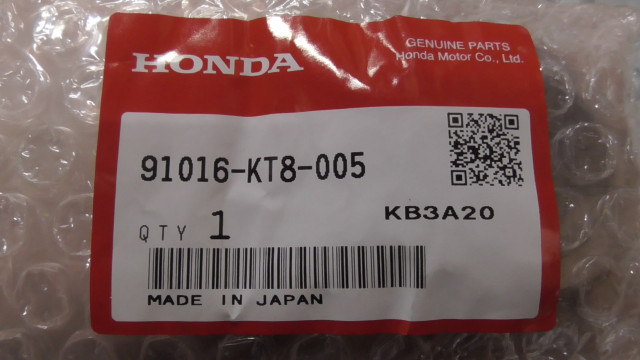 HONDA
GENUINE PARTS
Honda Motor Co., Ltd.
91016-KT8-005
KB3A20
QTY 1
MADE IN JAPAN